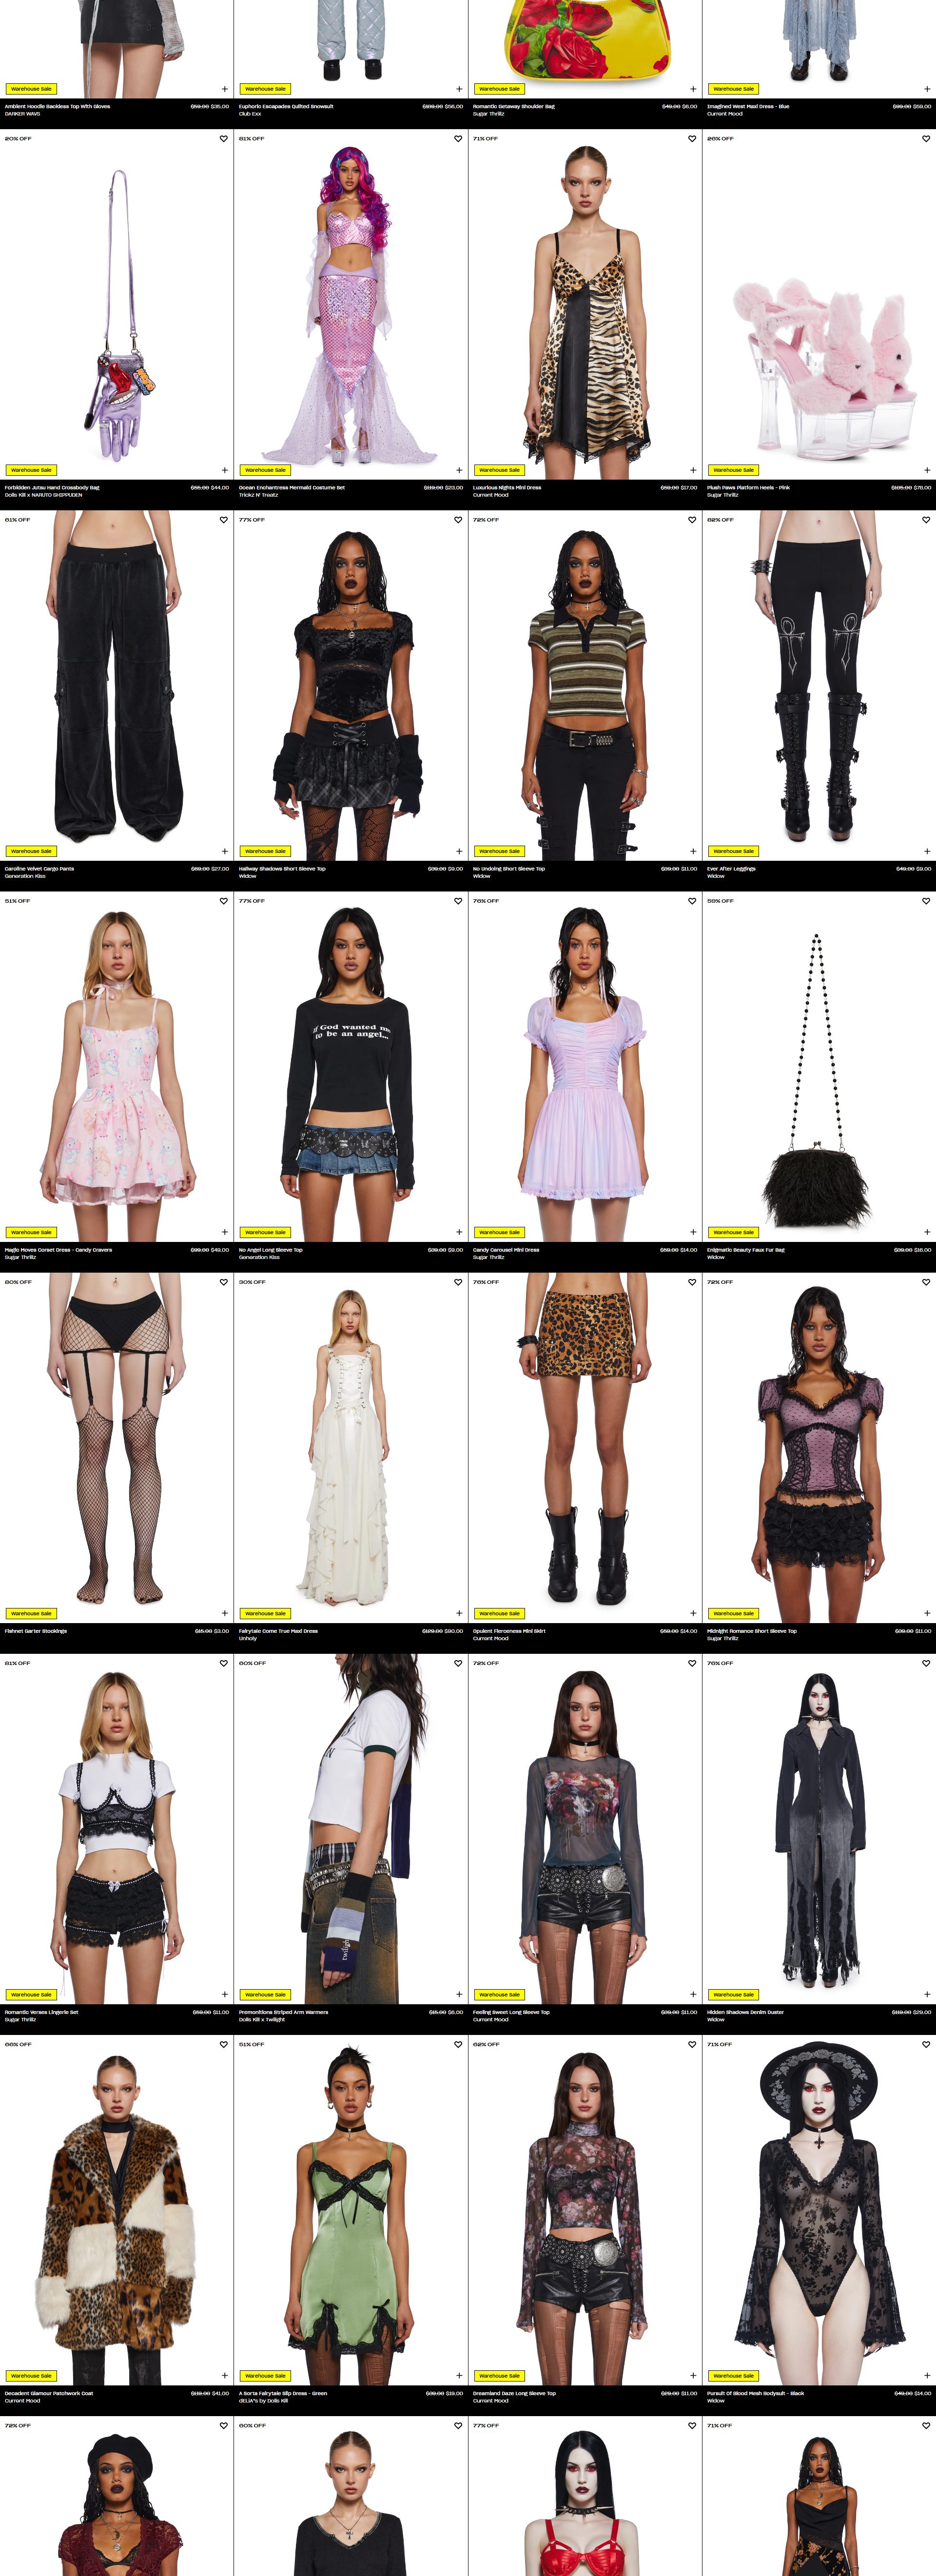 Warehouse Sale
Warehouse Sale
Warehouse Sale
Warehouse Sale
Ambient Hoodie Backless Top With Gloves $35.00
DARKER WAVS
Euphoric Escapades Quilted Snowsuit $56.00
Club Exx
Romantic Getaway Shoulder Bag $6.00
Sugar Thrillz
Imagined West Maxi Dress - Blue $59.00
Current Mood
20% OFF
81% OFF
71% OFF
26% OFF
Warehouse Sale
Warehouse Sale
Warehouse Sale
Warehouse Sale
Forbidden Jutsu Hand Crossbody Bag $55.00 $44.00
Dolls Kill x NARUTO SHIPPUDEN
Ocean Enchantress Mermaid Costume Set $119.00 $23.00
Trickz N' Treatz
Luxurious Nights Mini Dress $59.00 $17.00
Current Mood
Plush Paws Platform Heels - Pink $105.00 $78.00
Sugar Thrillz
61% OFF
77% OFF
72% OFF
82% OFF
Warehouse Sale
Warehouse Sale
Warehouse Sale
Warehouse Sale
Caroline Velvet Cargo Pants $69.00 $27.00
Generation Kiss
Hallway Shadows Short Sleeve Top $39.00 $9.00
Widow
No Undoing Short Sleeve Top $39.00 $11.00
Widow
Ever After Leggings $49.00 $9.00
Widow
51% OFF
77% OFF
76% OFF
59% OFF
if God wanted me
to be an angel...
Warehouse Sale
Warehouse Sale
Warehouse Sale
Warehouse Sale
Magic Moves Corset Dress - Candy Cravers $99.00 $49.00
Sugar Thrillz
No Angel Long Sleeve Top $39.00 $9.00
Generation Kiss
Candy Carousel Mini Dress $59.00 $14.00
Sugar Thrillz
Enigmatic Beauty Faux Fur Bag $39.00 $16.00
Widow
80% OFF
30% OFF
76% OFF
72% OFF
Warehouse Sale
Warehouse Sale
Warehouse Sale
Warehouse Sale
Fishnet Garter Stockings $15.00 $3.00
Fairytale Come True Maxi Dress $129.00 $90.00
Unholy
Opulent Fierceness Mini Skirt $59.00 $14.00
Current Mood
Midnight Romance Short Sleeve Top $39.00 $11.00
Sugar Thrillz
81% OFF
60% OFF
72% OFF
76% OFF
twilight
Warehouse Sale
Warehouse Sale
Warehouse Sale
Warehouse Sale
Romantic Verses Lingerie Set $59.00 $11.00
Sugar Thrillz
Premonitions Striped Arm Warmers $15.00 $6.00
Dolls Kill x Twilight
Feeling Sweet Long Sleeve Top $39.00 $11.00
Current Mood
Hidden Shadows Denim Duster $119.00 $29.00
Widow
66% OFF
51% OFF
62% OFF
71% OFF
Warehouse Sale
Warehouse Sale
Warehouse Sale
Warehouse Sale
Decadent Glamour Patchwork Coat $119.00 $41.00
Current Mood
A Sorta Fairytale Slip Dress - Green $39.00 $19.00
dELiA*s by Dolls Kill
Dreamland Daze Long Sleeve Top $29.00 $11.00
Current Mood
Pursuit Of Blood Mesh Bodysuit - Black $49.00 $14.00
Widow
72% OFF
60% OFF
77% OFF
71% OFF